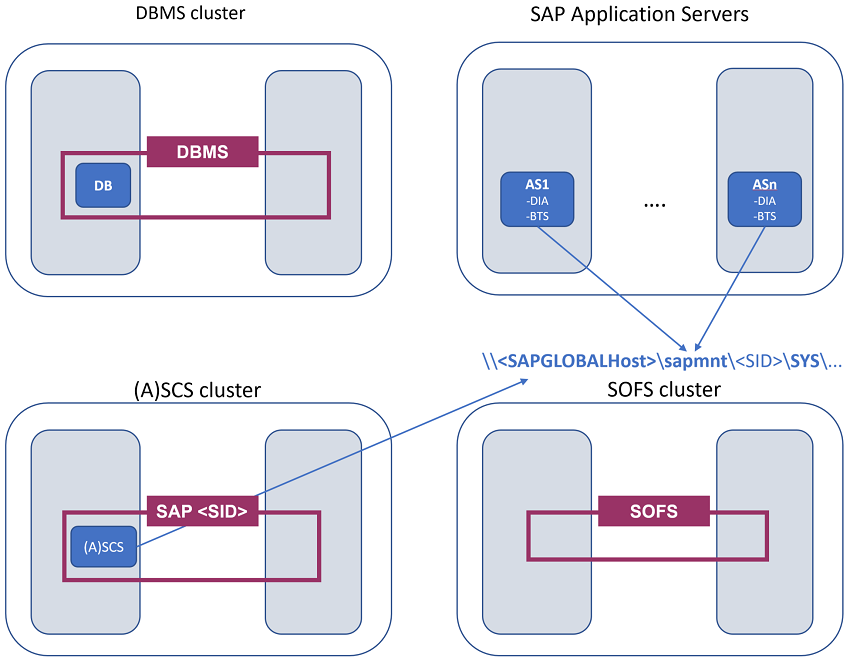 DBMS cluster
SAP Application Servers
DBMS
DB
AS1
-DIA
-BTS
....
ASn
-DIA
-BTS
\\<SAPGLOBALHost>\sapmnt\<SID>\SYS\...
(A)SCS cluster
SOFS cluster
SAP <SID>
(A)SCS
SOFS